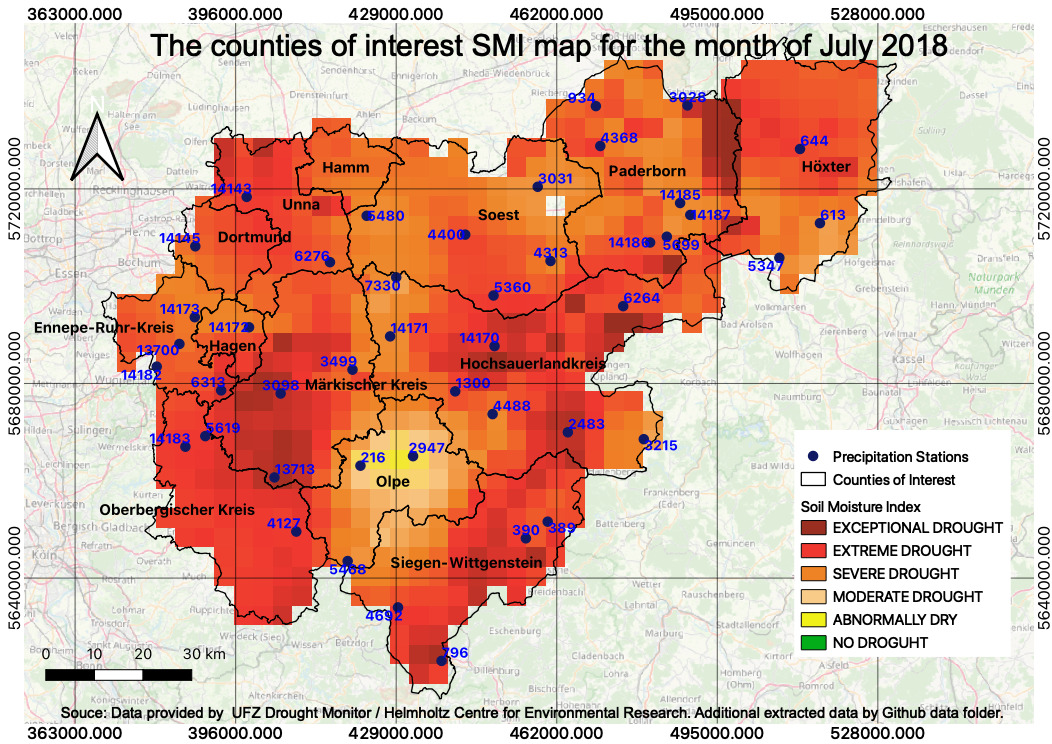 363000.000 396000.000 429000.000 462000.000 495000.000 528000.000
The counties of interest SMI map for the month of July 2018
N
5720000.000
5680000.000
5640000.000
5720000.000
5680000.000
5640000.000
934
3028
4368
644
Höxter
Hamm
Paderborn
3031
14143
Unna
14185
6480
Soest
14187
613
14145
Dortmund
4400
14186
5699
6276
4313
5347
7330
5360
6264
14173
Ennepe-Ruhr-Kreis
14172
14171
Hagen
14170
13700
Hochsauerlandkreis
14182
3499
6313
3098
Märkischer Kreis
1300
4488
5619
2483
14183
3215
2947
216
13713
Olpe
Oberbergischer Kreis
4127
390
389
5468
Siegen-Wittgenstein
4692
796
Precipitation Stations
Counties of Interest
Soil Moisture Index
EXCEPTIONAL DROUGHT
EXTREME DROUGHT
SEVERE DROUGHT
MODERATE DROUGHT
ABNORMALLY DRY
NO DROGUHT
0 10 20 30 km
Souce: Data provided by UFZ Drought Monitor / Helmholtz Centre for Environmental Research. Additional extracted data by Github data folder.
363000.000 396000.000 429000.000 462000.000 495000.000 528000.000